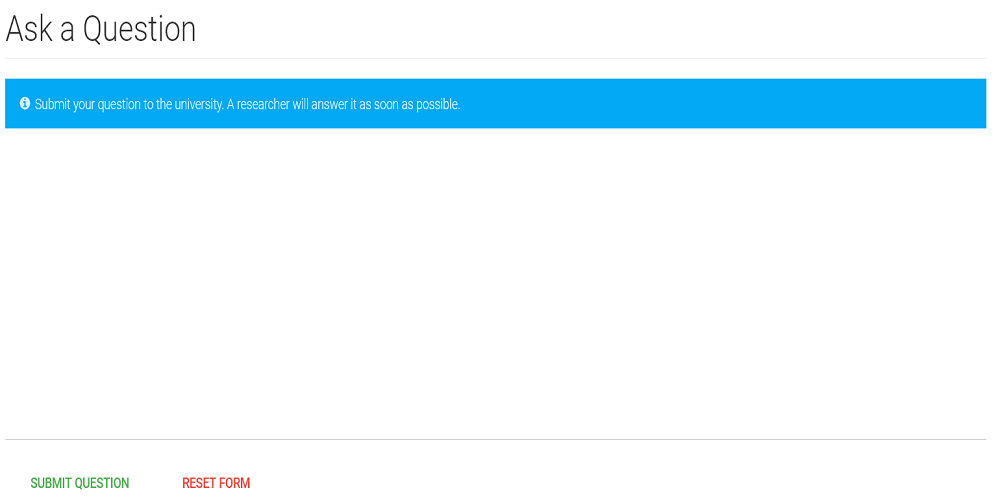 Ask a Question
Submit your question to the university. A researcher will answer it as soon as possible.
SUBMIT QUESTION
RESET FORM